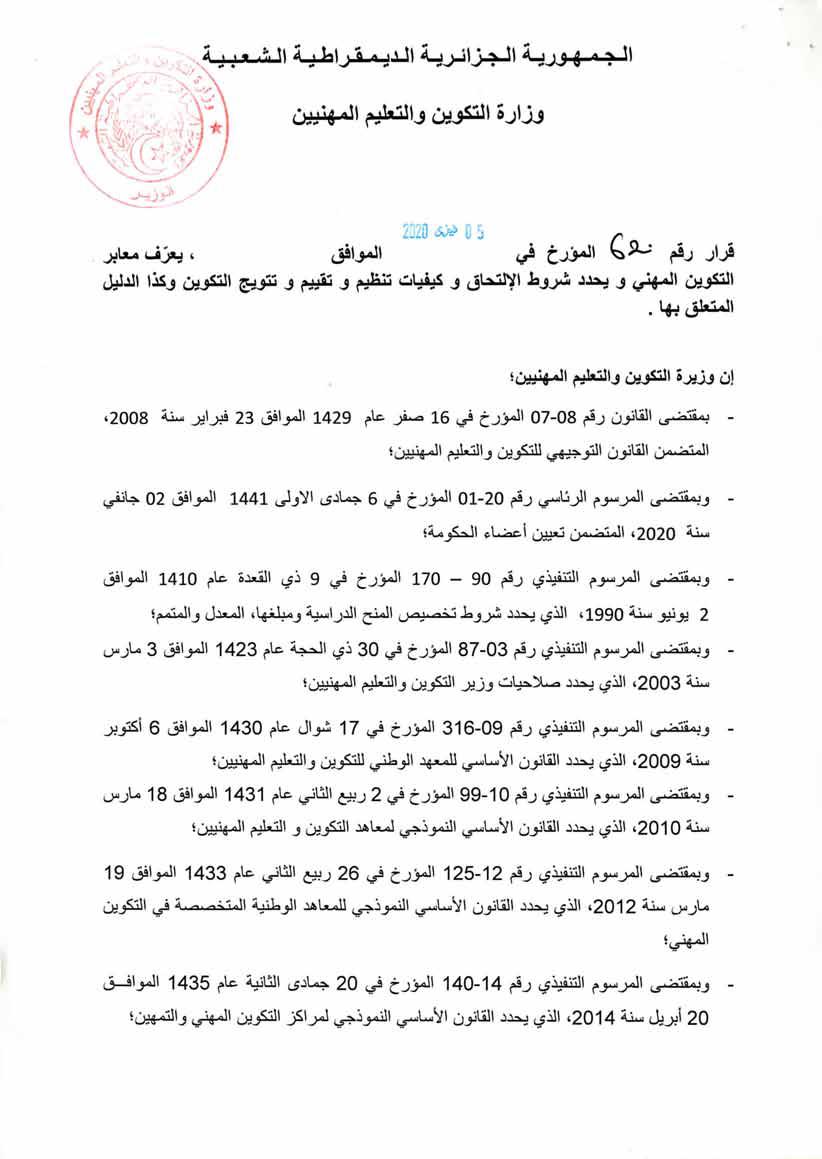 الجمهورية الجزائرية الديمقراطية الشعبية
وزارة التكوين والتعليم المهنيين
وزارة التكوين والتعليم المهنيين
الوزير
05 فيفري 2020
قرار رقم المؤرخ في الموافق ، يعرّف معابر
التكوين المهني و يحدد شروط الإلتحاق و كيفيات تنظيم و تقييم و تتويج التكوين وكذا الدليل
المتعلق بها .
إن وزيرة التكوين والتعليم المهنيين؛
- بمقتضى القانون رقم 08-07 المؤرخ في 16 صفر عام 1429 الموافق 23 فبراير سنة 2008،
المتضمن القانون التوجيهي للتكوين والتعليم المهنيين؛
- وبمقتضى المرسوم الرئاسي رقم 20-01 المؤرخ في 6 جمادى الاولى 1441 الموافق 02 جانفي
سنة 2020، المتضمن تعيين أعضاء الحكومة؛
- وبمقتضى المرسوم التنفيذي رقم 90 – 170 المؤرخ في 9 ذي القعدة عام 1410 الموافق
2 يونيو سنة 1990، الذي يحدد شروط تخصيص المنح الدراسية ومبلغها، المعدل والمتمم؛
- وبمقتضى المرسوم التنفيذي رقم 03-87 المؤرخ في 30 ذي الحجة عام 1423 الموافق 3 مارس
سنة 2003، الذي يحدد صلاحيات وزير التكوين والتعليم المهنيين؛
- وبمقتضى المرسوم التنفيذي رقم 09-316 المؤرخ في 17 شوال عام 1430 الموافق 6 أكتوبر
سنة 2009، الذي يحدد القانون الأساسي للمعهد الوطني للتكوين والتعليم المهنيين؛
- وبمقتضى المرسوم التنفيذي رقم 10-99 المؤرخ في 2 ربيع الثاني عام 1431 الموافق 18 مارس
سنة 2010، الذي يحدد القانون الأساسي النموذجي لمعاهد التكوين و التعليم المهنيين؛
- وبمقتضى المرسوم التنفيذي رقم 12-125 المؤرخ في 26 ربيع الثاني عام 1433 الموافق 19
مارس سنة 2012، الذي يحدد القانون الأساسي النموذجي للمعاهد الوطنية المتخصصة في التكوين
المهني؛
- وبمقتضى المرسوم التنفيذي رقم 14-140 المؤرخ في 20 جمادى الثانية عام 1435 الموافـق
20 أبريل سنة 2014، الذي يحدد القانون الأساسي النموذجي لمراكز التكوين المهني والتمهين؛